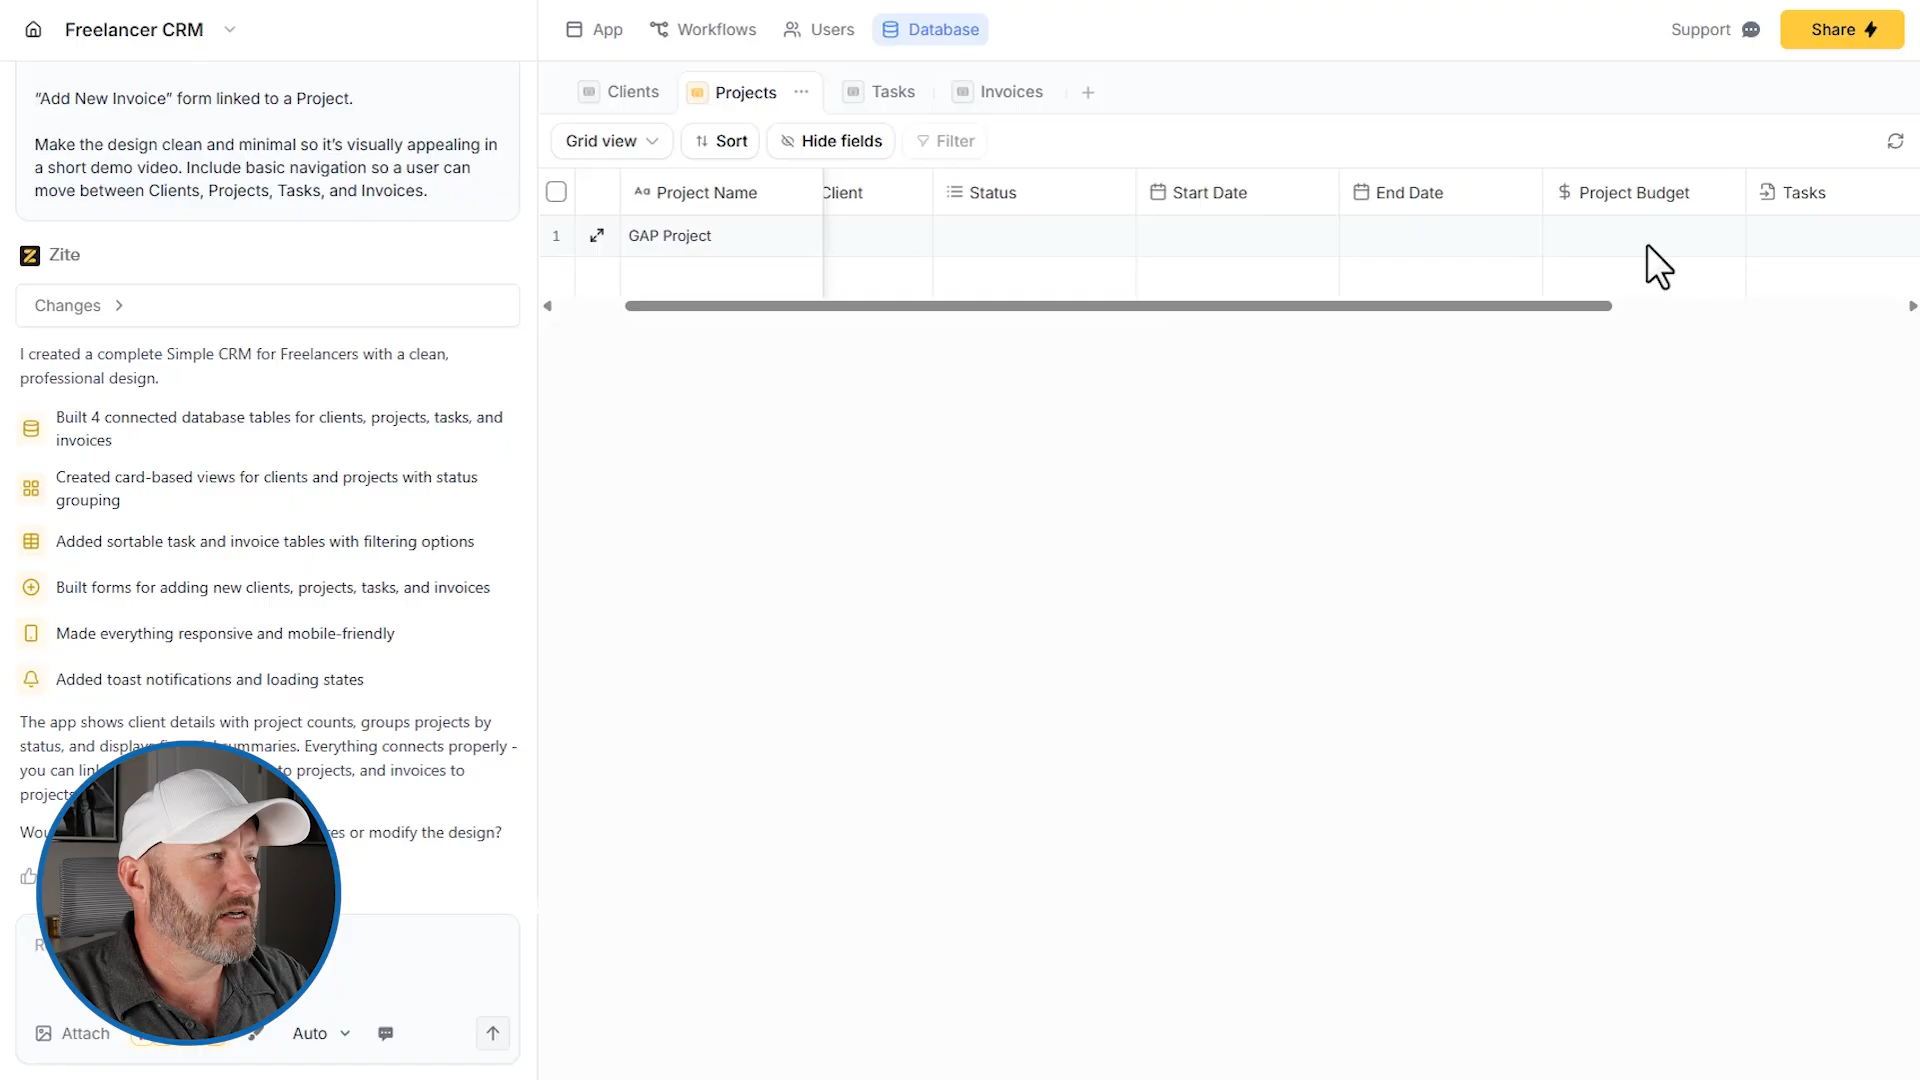 Freelancer CRM
App
Workflows
Users
Database
Support
Share
“Add New Invoice” form linked to a Project.
Make the design clean and minimal so it’s visually appealing in
a short demo video. Include basic navigation so a user can
move between Clients, Projects, Tasks, and Invoices.
Zite
Changes
I created a complete Simple CRM for Freelancers with a clean,
professional design.
Built 4 connected database tables for clients, projects, tasks, and
invoices
Created card-based views for clients and projects with status
grouping
Added sortable task and invoice tables with filtering options
Built forms for adding new clients, projects, tasks, and invoices
Made everything responsive and mobile-friendly
Added toast notifications and loading states
The app shows client details with project counts, groups projects by
status, and displays summaries. Everything connects properly -
you can to projects, and invoices to
projects
or modify the design?
Attach
Auto
Clients
Projects
Tasks
Invoices
Grid view
Sort
Hide fields
Filter
Project Name
Client
Status
Start Date
End Date
Project Budget
Tasks
1
GAP Project